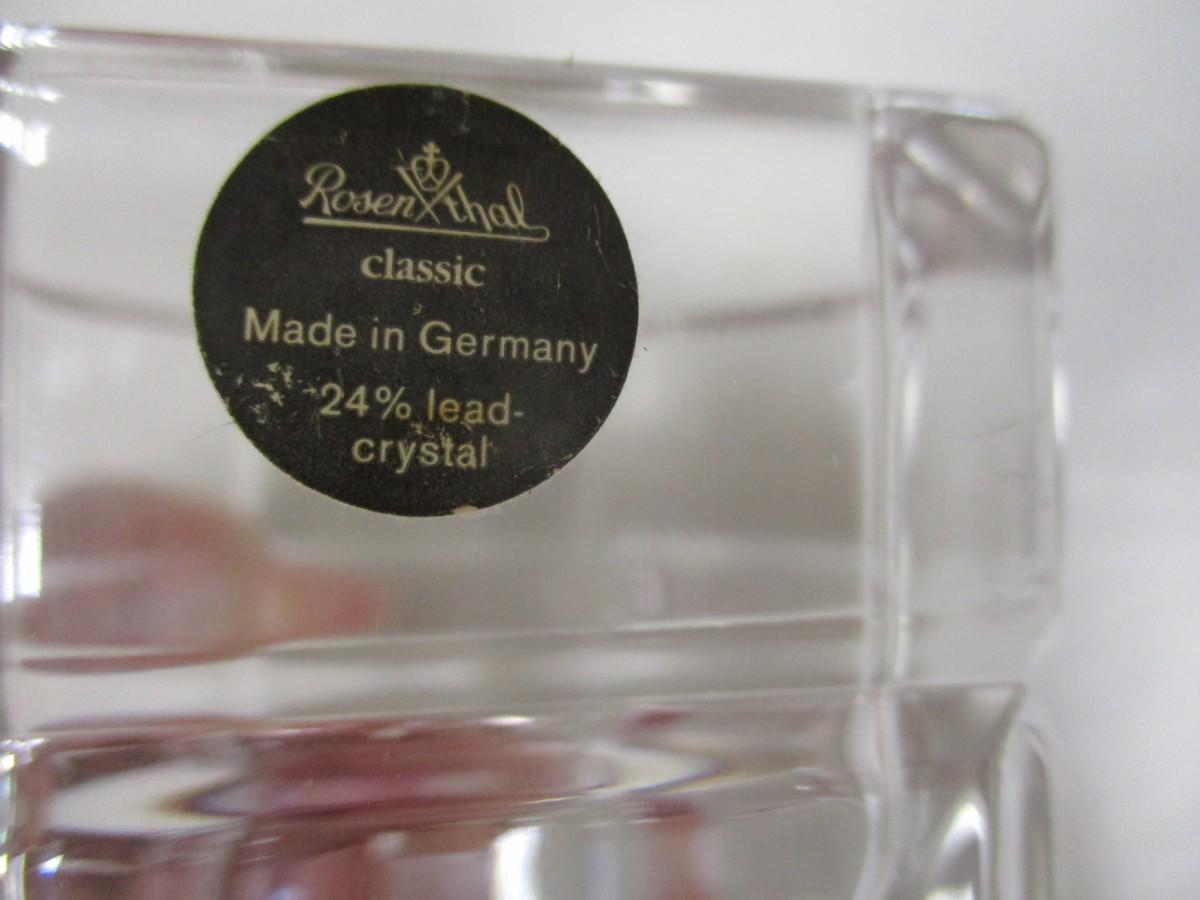 Rosenthal
classic
Made in Germany
24% lead-
crystal